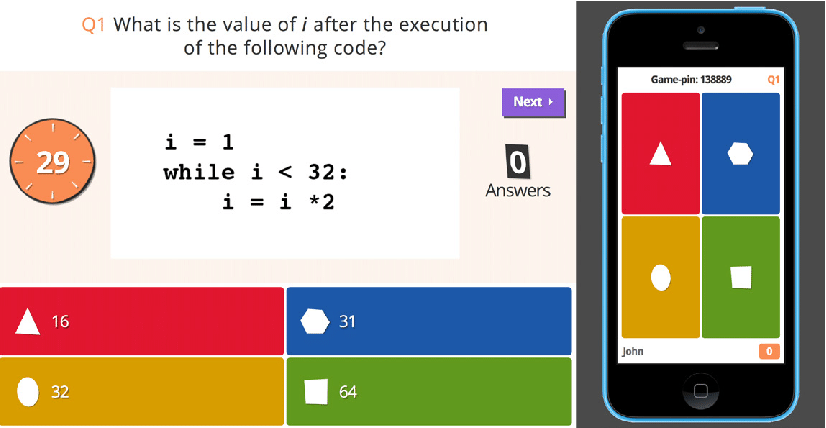 Q1 What is the value of i after the execution
of the following code?
Next
29
i = 1
while i < 32:
i = i *2
0
Answers
16
31
32
64
Game-pin: 138889 Q1
John 0